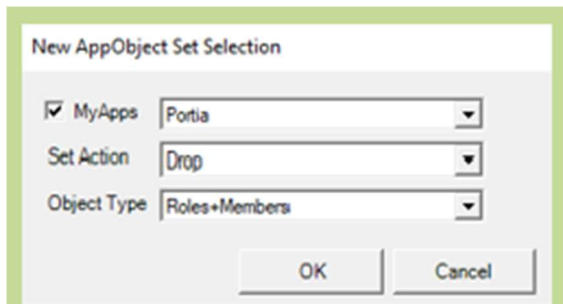 New AppObject Set Selection
MyApps Portia
Set Action Drop
Object Type Roles+Members
OK Cancel